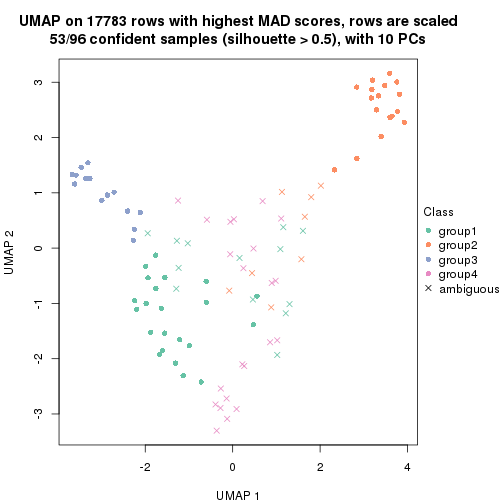 UMAP on 17783 rows with highest MAD scores, rows are scaled
53/96 confident samples (silhouette > 0.5), with 10 PCs
3
2
1
0
-1
-2
-3
UMAP 2
-2
0
2
4
UMAP 1
Class
group1
group2
group3
group4
ambiguous